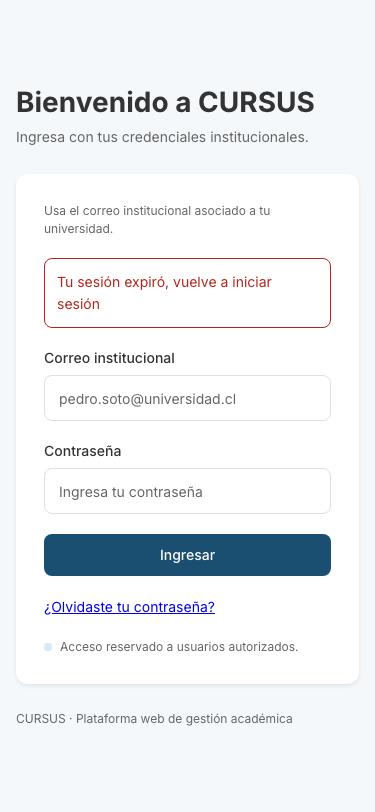 Bienvenido a CURSUS
Ingresa con tus credenciales institucionales.
Usa el correo institucional asociado a tu
universidad.
Tu sesión expiró, vuelve a iniciar
sesión
Correo institucional
pedro.soto@universidad.cl
Contraseña
Ingresa tu contraseña
Ingresar
¿Olvidaste tu contraseña?
Acceso reservado a usuarios autorizados.
CURSUS · Plataforma web de gestión académica